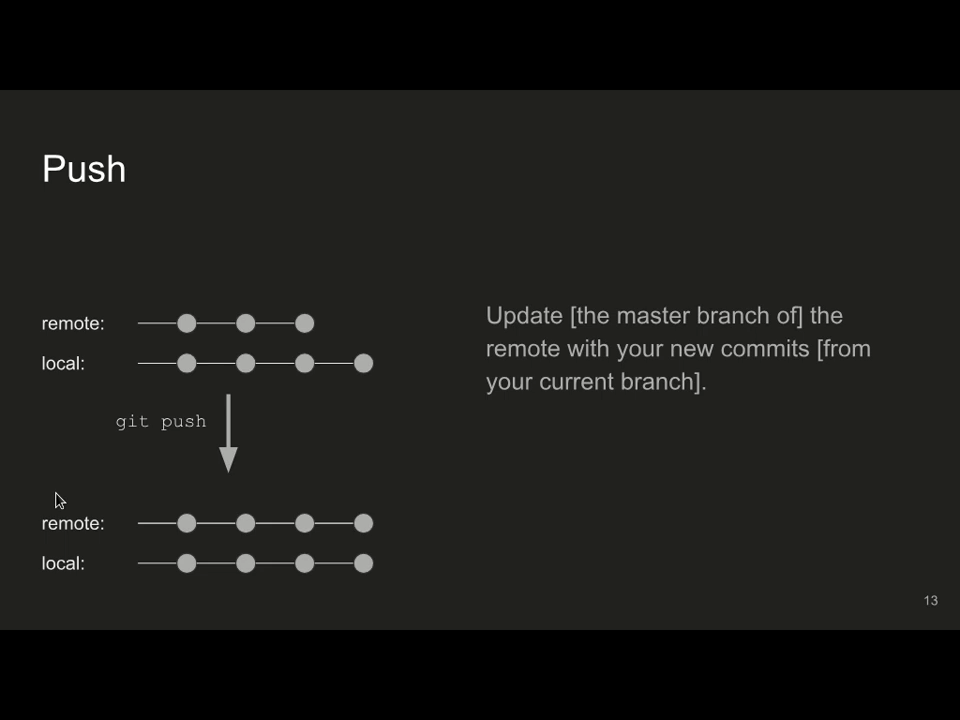 Push
remote:
local:
git push
remote:
local:
Update [the master branch of] the
remote with your new commits [from
your current branch].
13